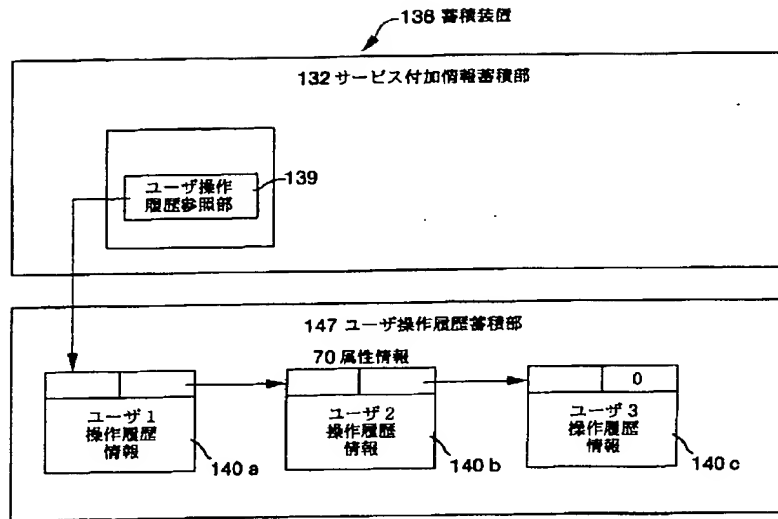 138 蓄積装置
132 サービス付加情報蓄積部
ユーザ操作
履歴参照部
139
147 ユーザ操作履歴蓄積部
70 属性情報
0
ユーザ 1
操作履歴
情報
140 a
ユーザ 2
操作履歴
情報
140 b
ユーザ 3
操作履歴
情報
140 c